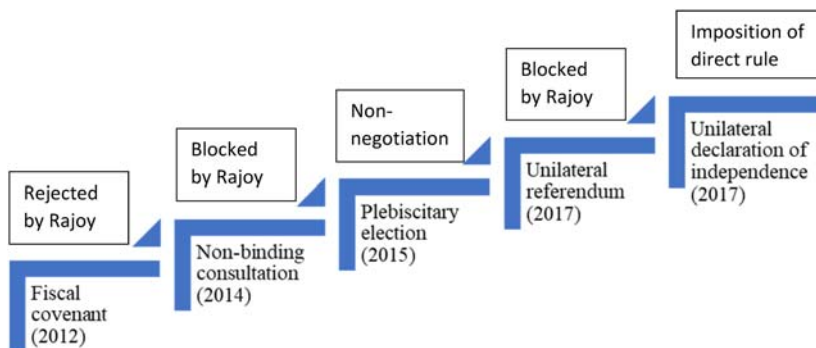 Rejected
by Rajoy
Fiscal
covenant
(2012)
Blocked
by Rajoy
Non-binding
consultation
(2014)
Non-
negotiation
Plebiscitary
election
(2015)
Blocked
by Rajoy
Unilateral
referendum
(2017)
Imposition of
direct rule
Unilateral
declaration of
independence
(2017)